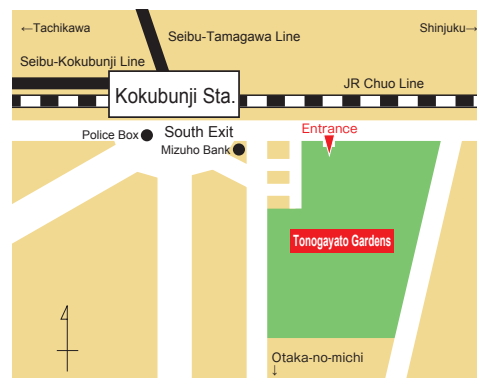 ←Tachikawa
Shinjuku→
Seibu-Tamagawa Line
Seibu-Kokubunji Line
JR Chuo Line
Kokubunji Sta.
Police Box
South Exit
Entrance
Mizuho Bank
Tonogayato Gardens
Otaka-no-michi
↓